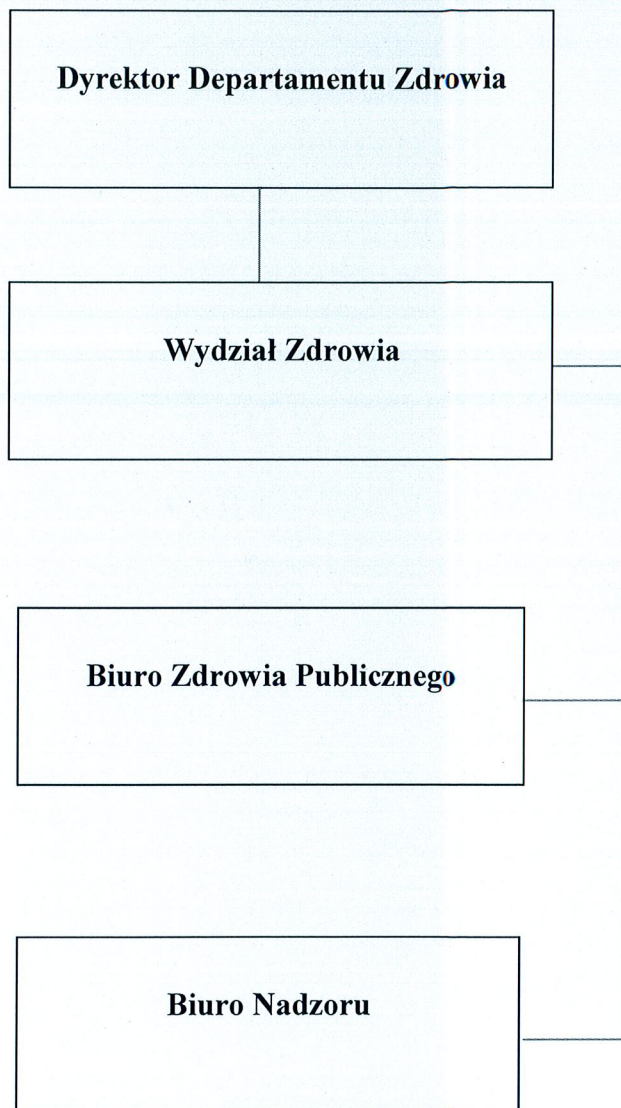 Dyrektor Departamentu Zdrowia
Wydział Zdrowia
Biuro Zdrowia Publicznego
Biuro Nadzoru